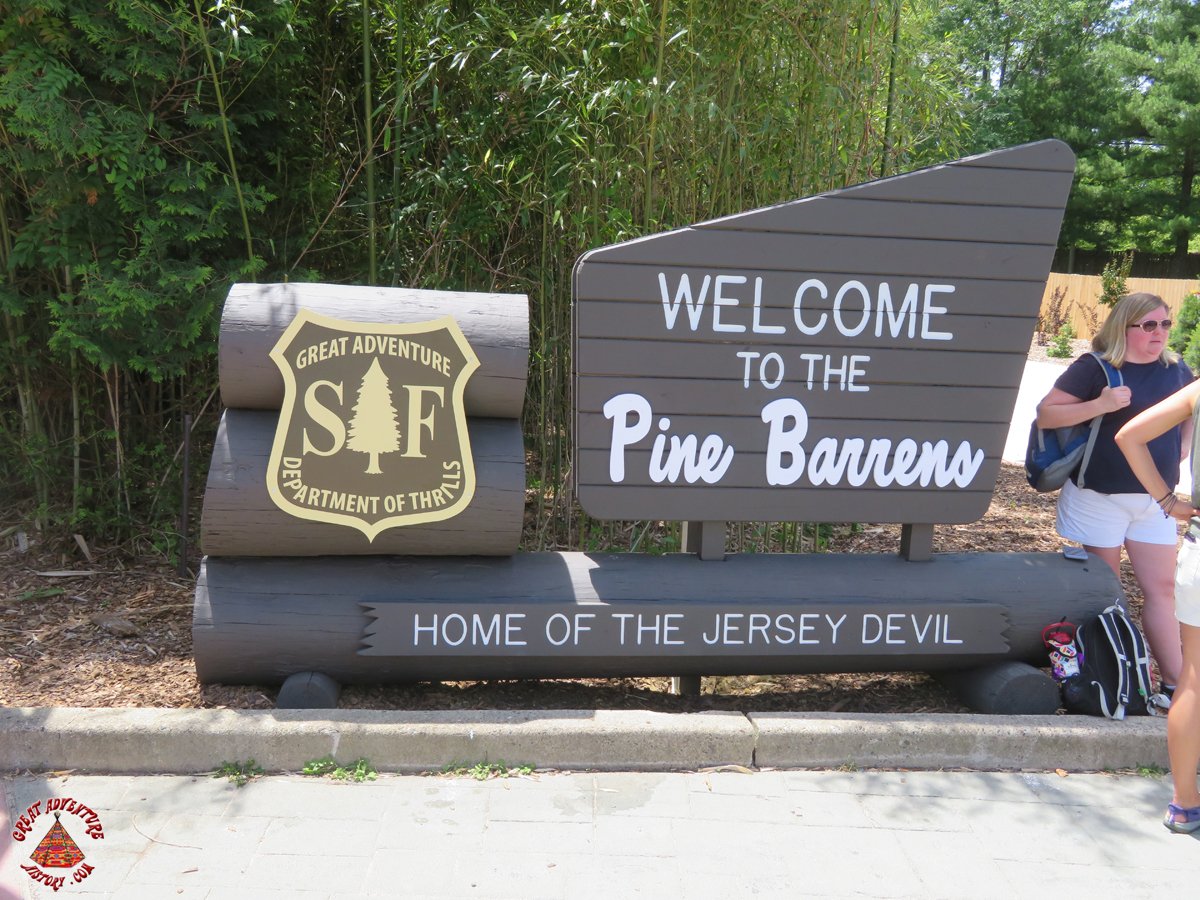 GREAT ADVENTURE
S F
DEPARTMENT OF THRILLS
WELCOME
TO THE
Pine Barrens
HOME OF THE JERSEY DEVIL
GREAT ADVENTURE
HISTORY.COM